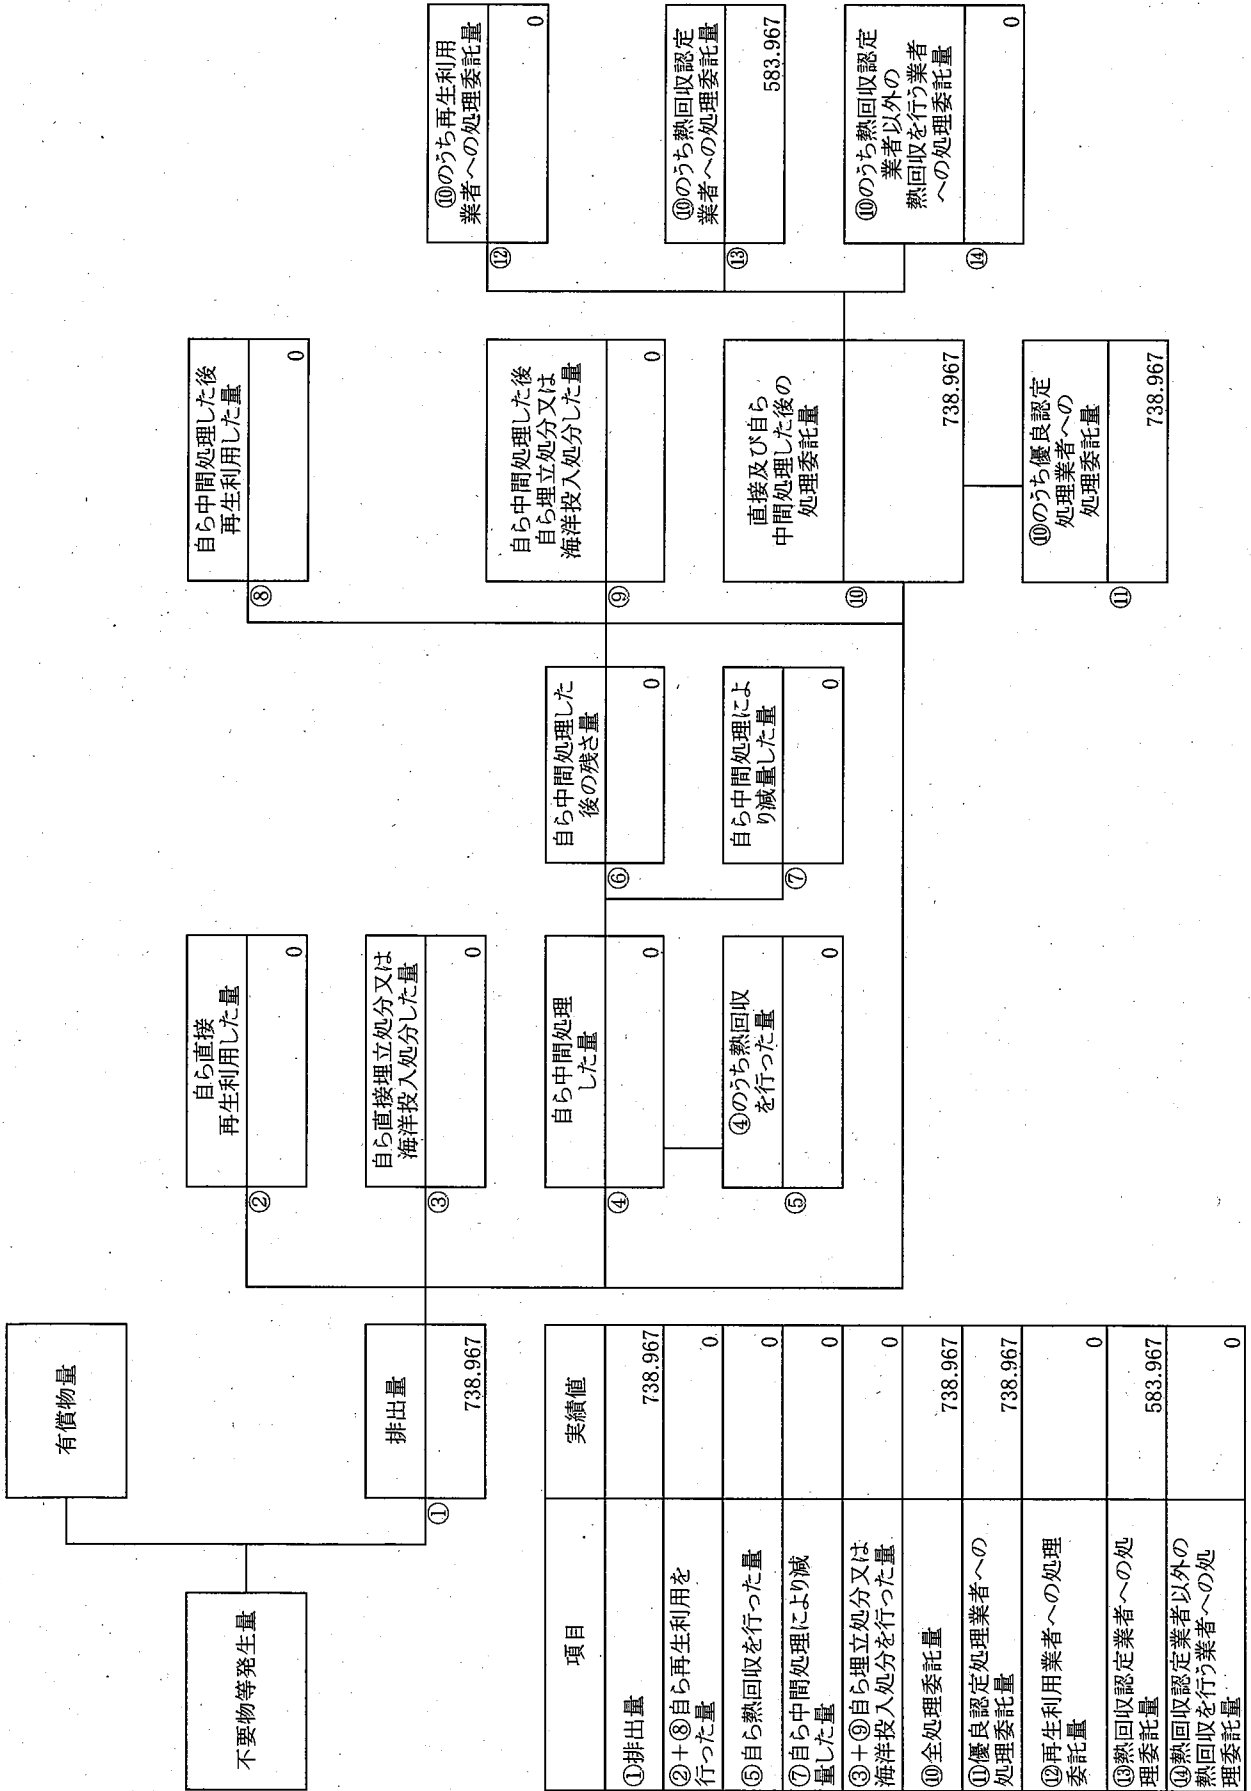 有償物量
不要物等発生量
排出量
①
738.967
自ら直接
再生利用した量
②
0
自ら直接埋立処分又は
海洋投入処分した量
③
0
自ら中間処理
した量
④
0
④のうち熱回収
を行った量
⑤
0
自ら中間処理した
後の残さ量
⑥
0
自ら中間処理によ
り減量した量
⑦
0
自ら中間処理した後
再生利用した量
⑧
0
自ら中間処理した後
自ら埋立処分又は
海洋投入処分した量
⑨
0
直接及び自ら
中間処理した後の
処理委託量
⑩
738.967
⑩のうち優良認定
処理業者への
処理委託量
⑪
738.967
⑩のうち再生利用
業者への処理委託量
⑫
0
⑩のうち熱回収認定
業者への処理委託量
⑬
583.967
⑩のうち熱回収認定
業者以外の
熱回収を行う業者
への処理委託量
⑭
0
項目 実績値
①排出量 738.967
②+⑧自ら再生利用を
行った量 0
⑤自ら熱回収を行った量 0
⑦自ら中間処理により減
量した量 0
③+⑨自ら埋立処分又は
海洋投入処分を行った量 0
⑩全処理委託量 738.967
⑪優良認定処理業者への
処理委託量 738.967
⑫再生利用業者への処理
委託量 0
⑬熱回収認定業者への処
理委託量 583.967
⑭熱回収認定業者以外の
熱回収を行う業者への処
理委託量 0